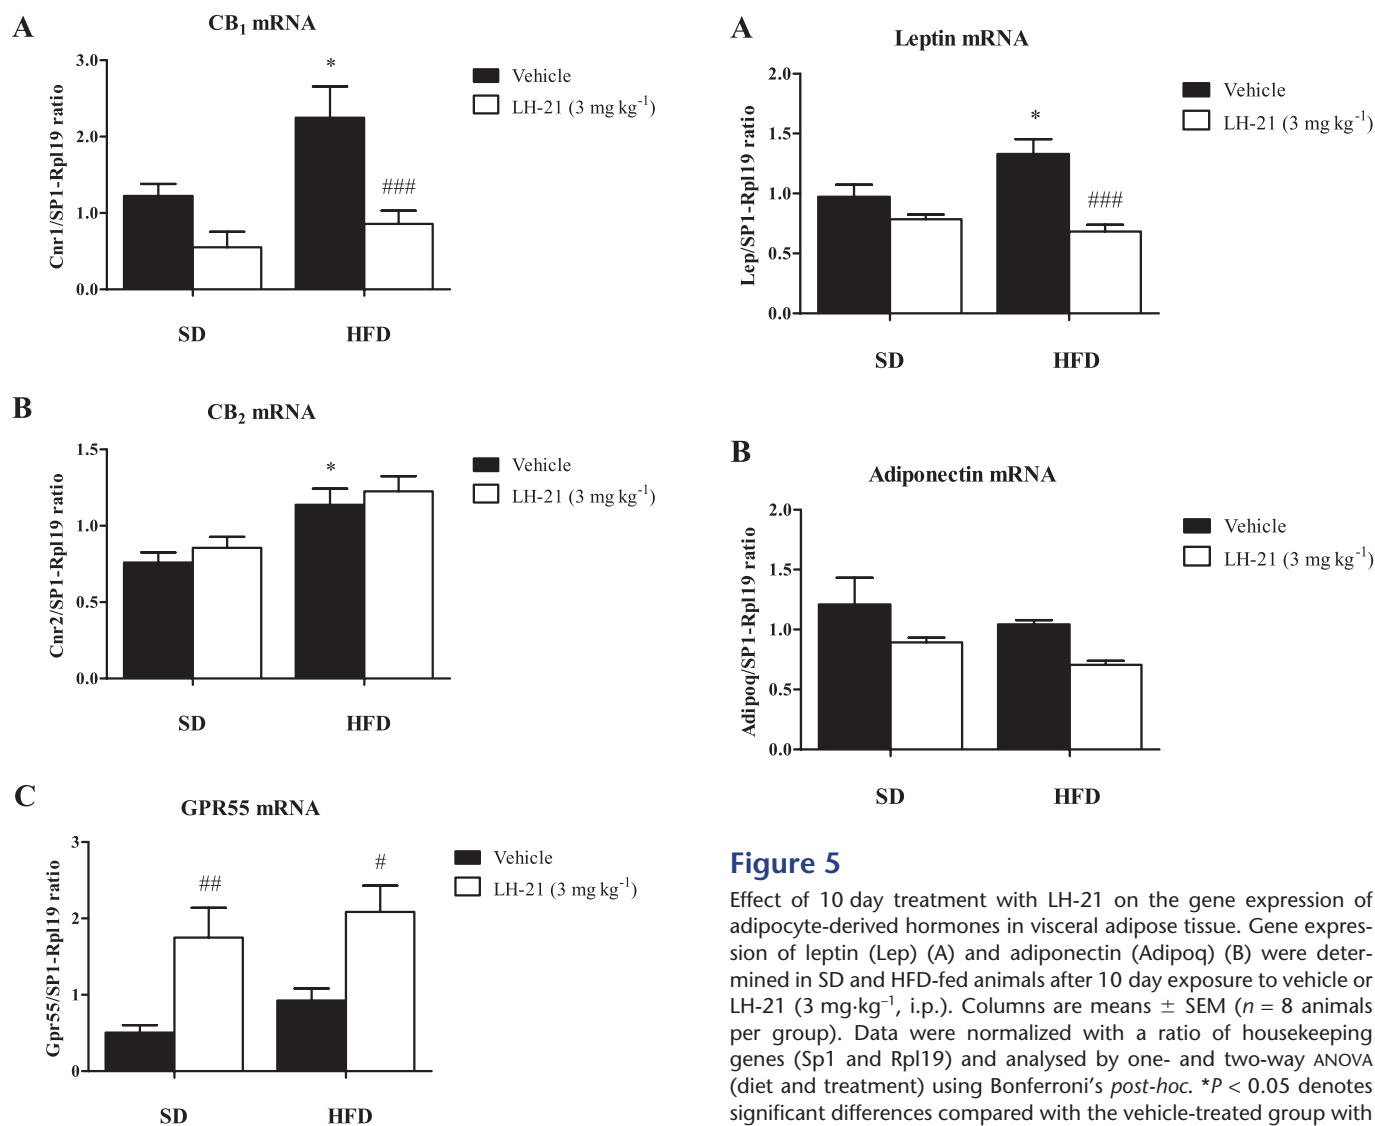 A
CB1 mRNA
Cnr1/SP1-Rpl19 ratio
3.0
2.0
1.0
0.0
*
###
SD
HFD
Vehicle
LH-21 (3 mg kg-1)
B
CB2 mRNA
Cnr2/SP1-Rpl19 ratio
1.5
1.0
0.5
0.0
*
SD
HFD
Vehicle
LH-21 (3 mg kg-1)
C
GPR55 mRNA
Gpr55/SP1-Rpl19 ratio
3
2
1
0
##
#
SD
HFD
Vehicle
LH-21 (3 mg kg-1)
A
Leptin mRNA
Lep/SP1-Rpl19 ratio
2.0
1.5
1.0
0.5
0.0
*
###
SD
HFD
Vehicle
LH-21 (3 mg kg-1)
B
Adiponectin mRNA
Adipoq/SP1-Rpl19 ratio
2.0
1.5
1.0
0.5
0.0
SD
HFD
Vehicle
LH-21 (3 mg kg-1)
Figure 5
Effect of 10 day treatment with LH-21 on the gene expression of
adipocyte-derived hormones in visceral adipose tissue. Gene expres-
sion of leptin (Lep) (A) and adiponectin (Adipoq) (B) were deter-
mined in SD and HFD-fed animals after 10 day exposure to vehicle or
LH-21 (3 mg·kg–1, i.p.). Columns are means ± SEM (n = 8 animals
per group). Data were normalized with a ratio of housekeeping
genes (Sp1 and Rpl19) and analysed by one- and two-way ANOVA
(diet and treatment) using Bonferroni's post-hoc. *P < 0.05 denotes
significant differences compared with the vehicle-treated group with